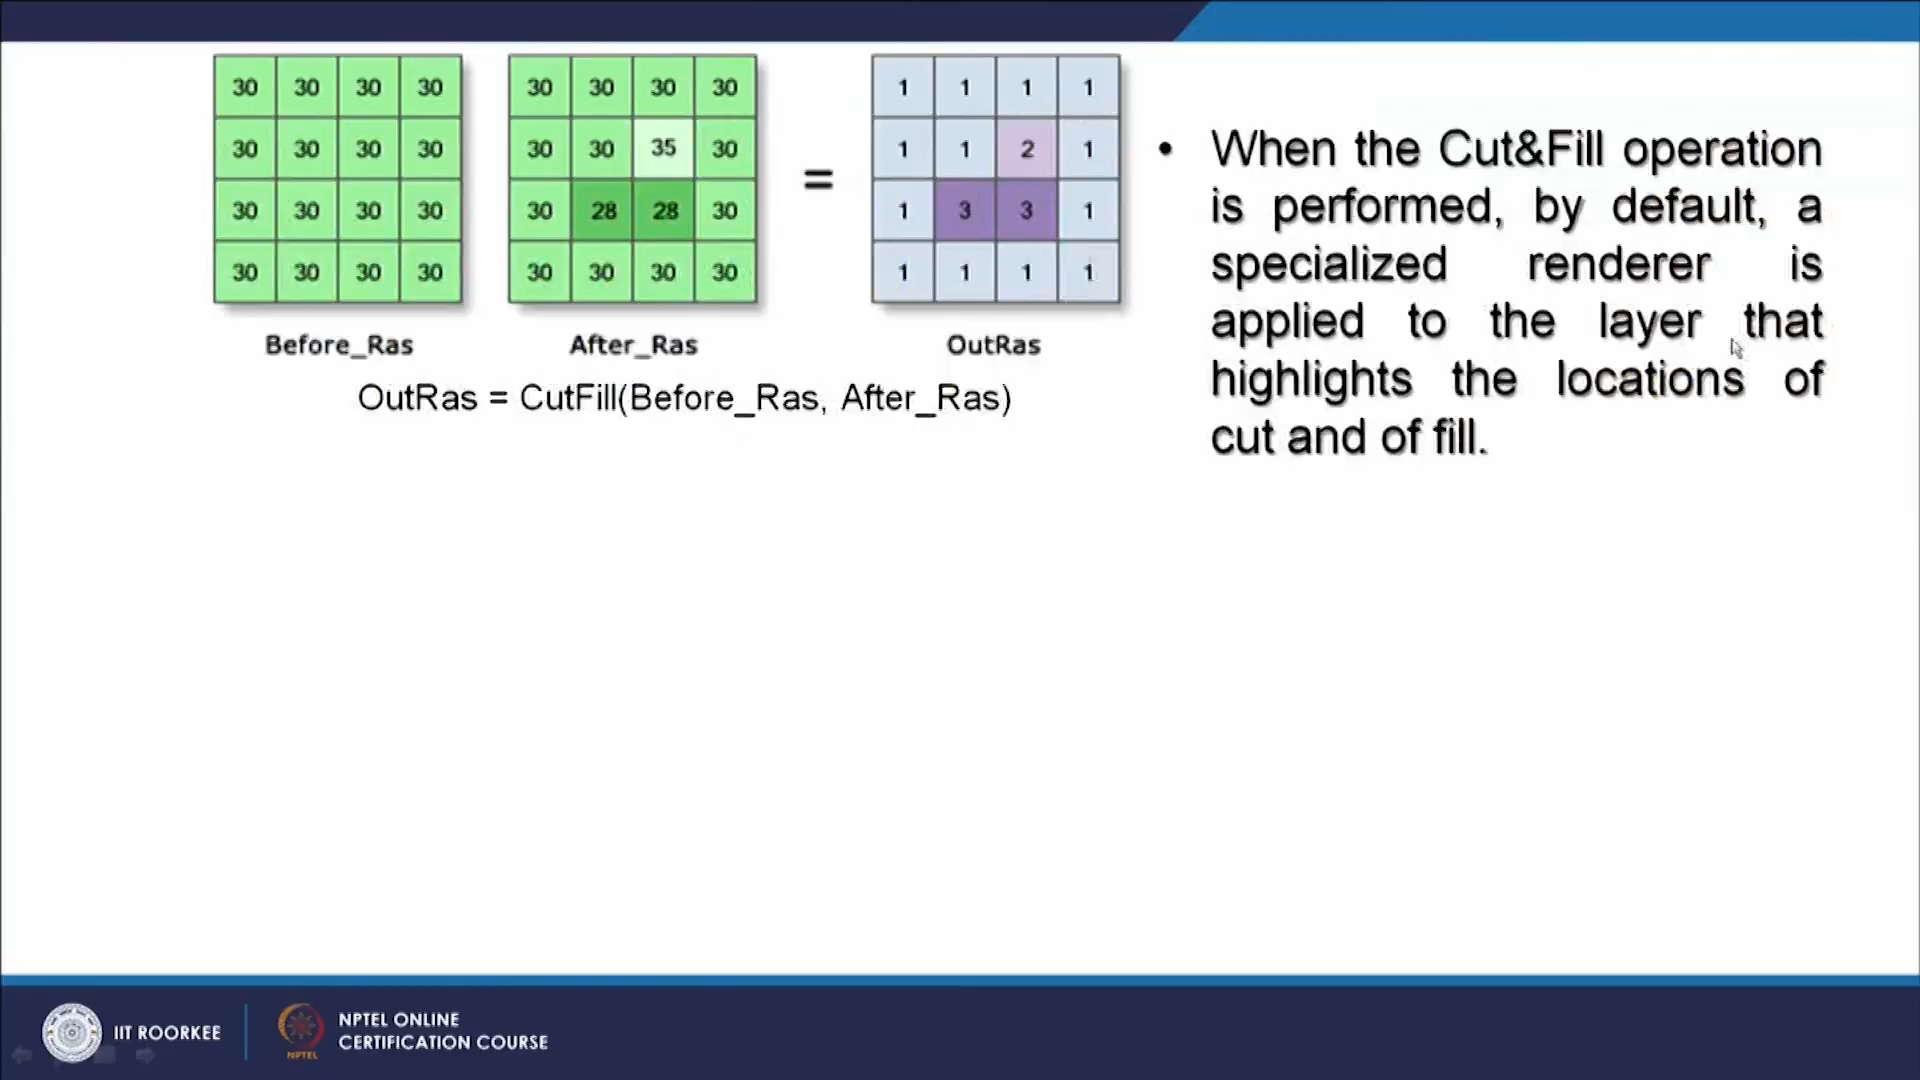 30 30 30 30
30 30 30 30
30 30 30 30
30 30 30 30
Before_Ras
30 30 30 30
30 30 35 30
30 28 28 30
30 30 30 30
After_Ras
=
1 1 1 1
1 1 2 1
1 3 3 1
1 1 1 1
OutRas
OutRas = CutFill(Before_Ras, After_Ras)
• When the Cut&Fill operation
is performed, by default, a
specialized renderer is
applied to the layer that
highlights the locations of
cut and of fill.
IIT ROORKEE
NPTEL
NPTEL ONLINE
CERTIFICATION COURSE